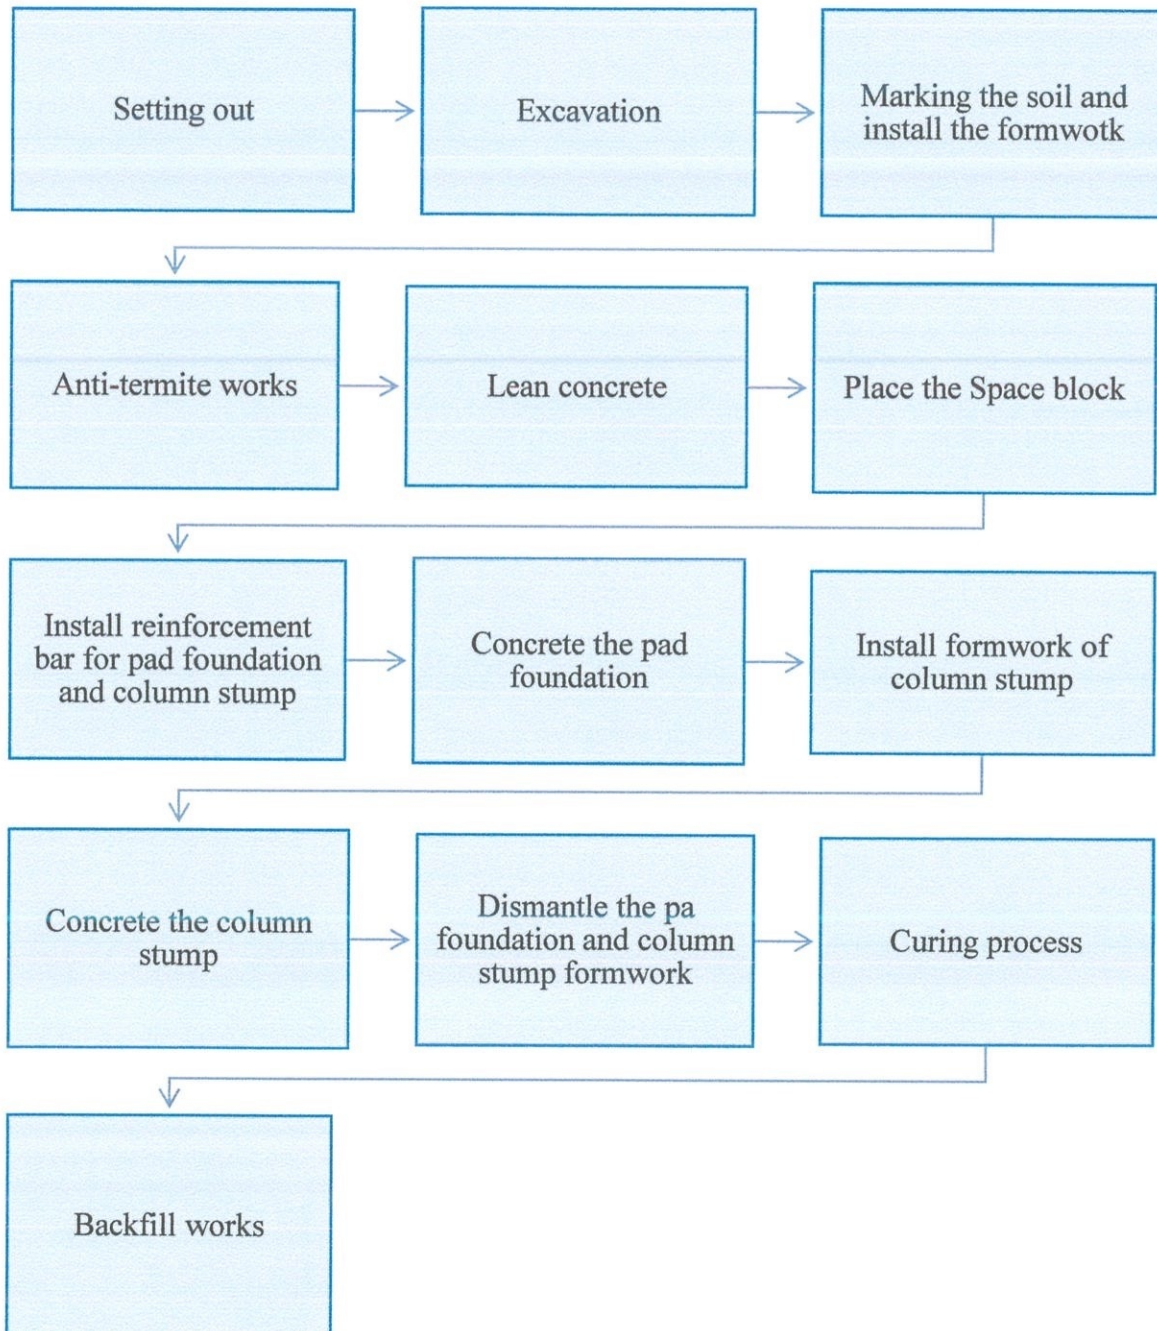 Setting out
Excavation
Marking the soil and
install the formwotk
Anti-termite works
Lean concrete
Place the Space block
Install reinforcement
bar for pad foundation
and column stump
Concrete the pad
foundation
Install formwork of
column stump
Concrete the column
stump
Dismantle the pa
foundation and column
stump formwork
Curing process
Backfill works